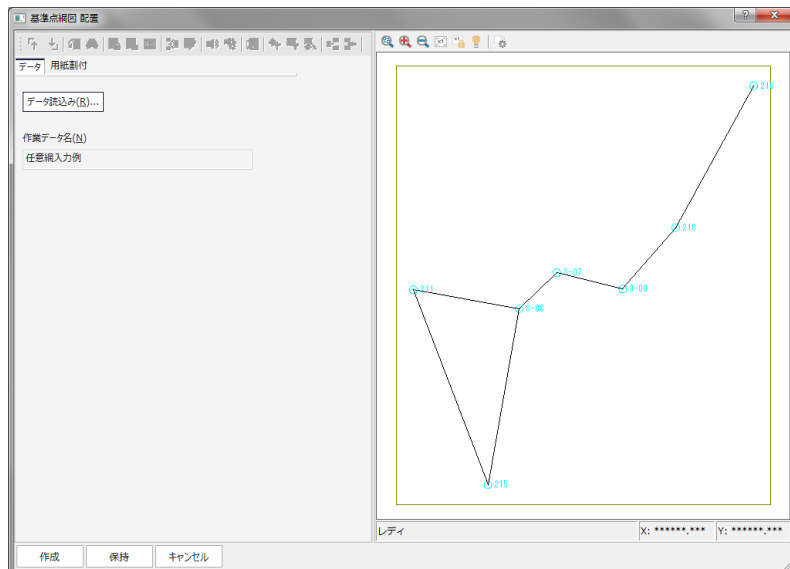 基準点網図 配置
データ 用紙割付
データ読込み(R)...
作業データ名(N)
任意網入力例
219
218
3-07
211
3-08
3-06
215
レディ
X: ******.*** Y: ******.***
作成 保持 キャンセル